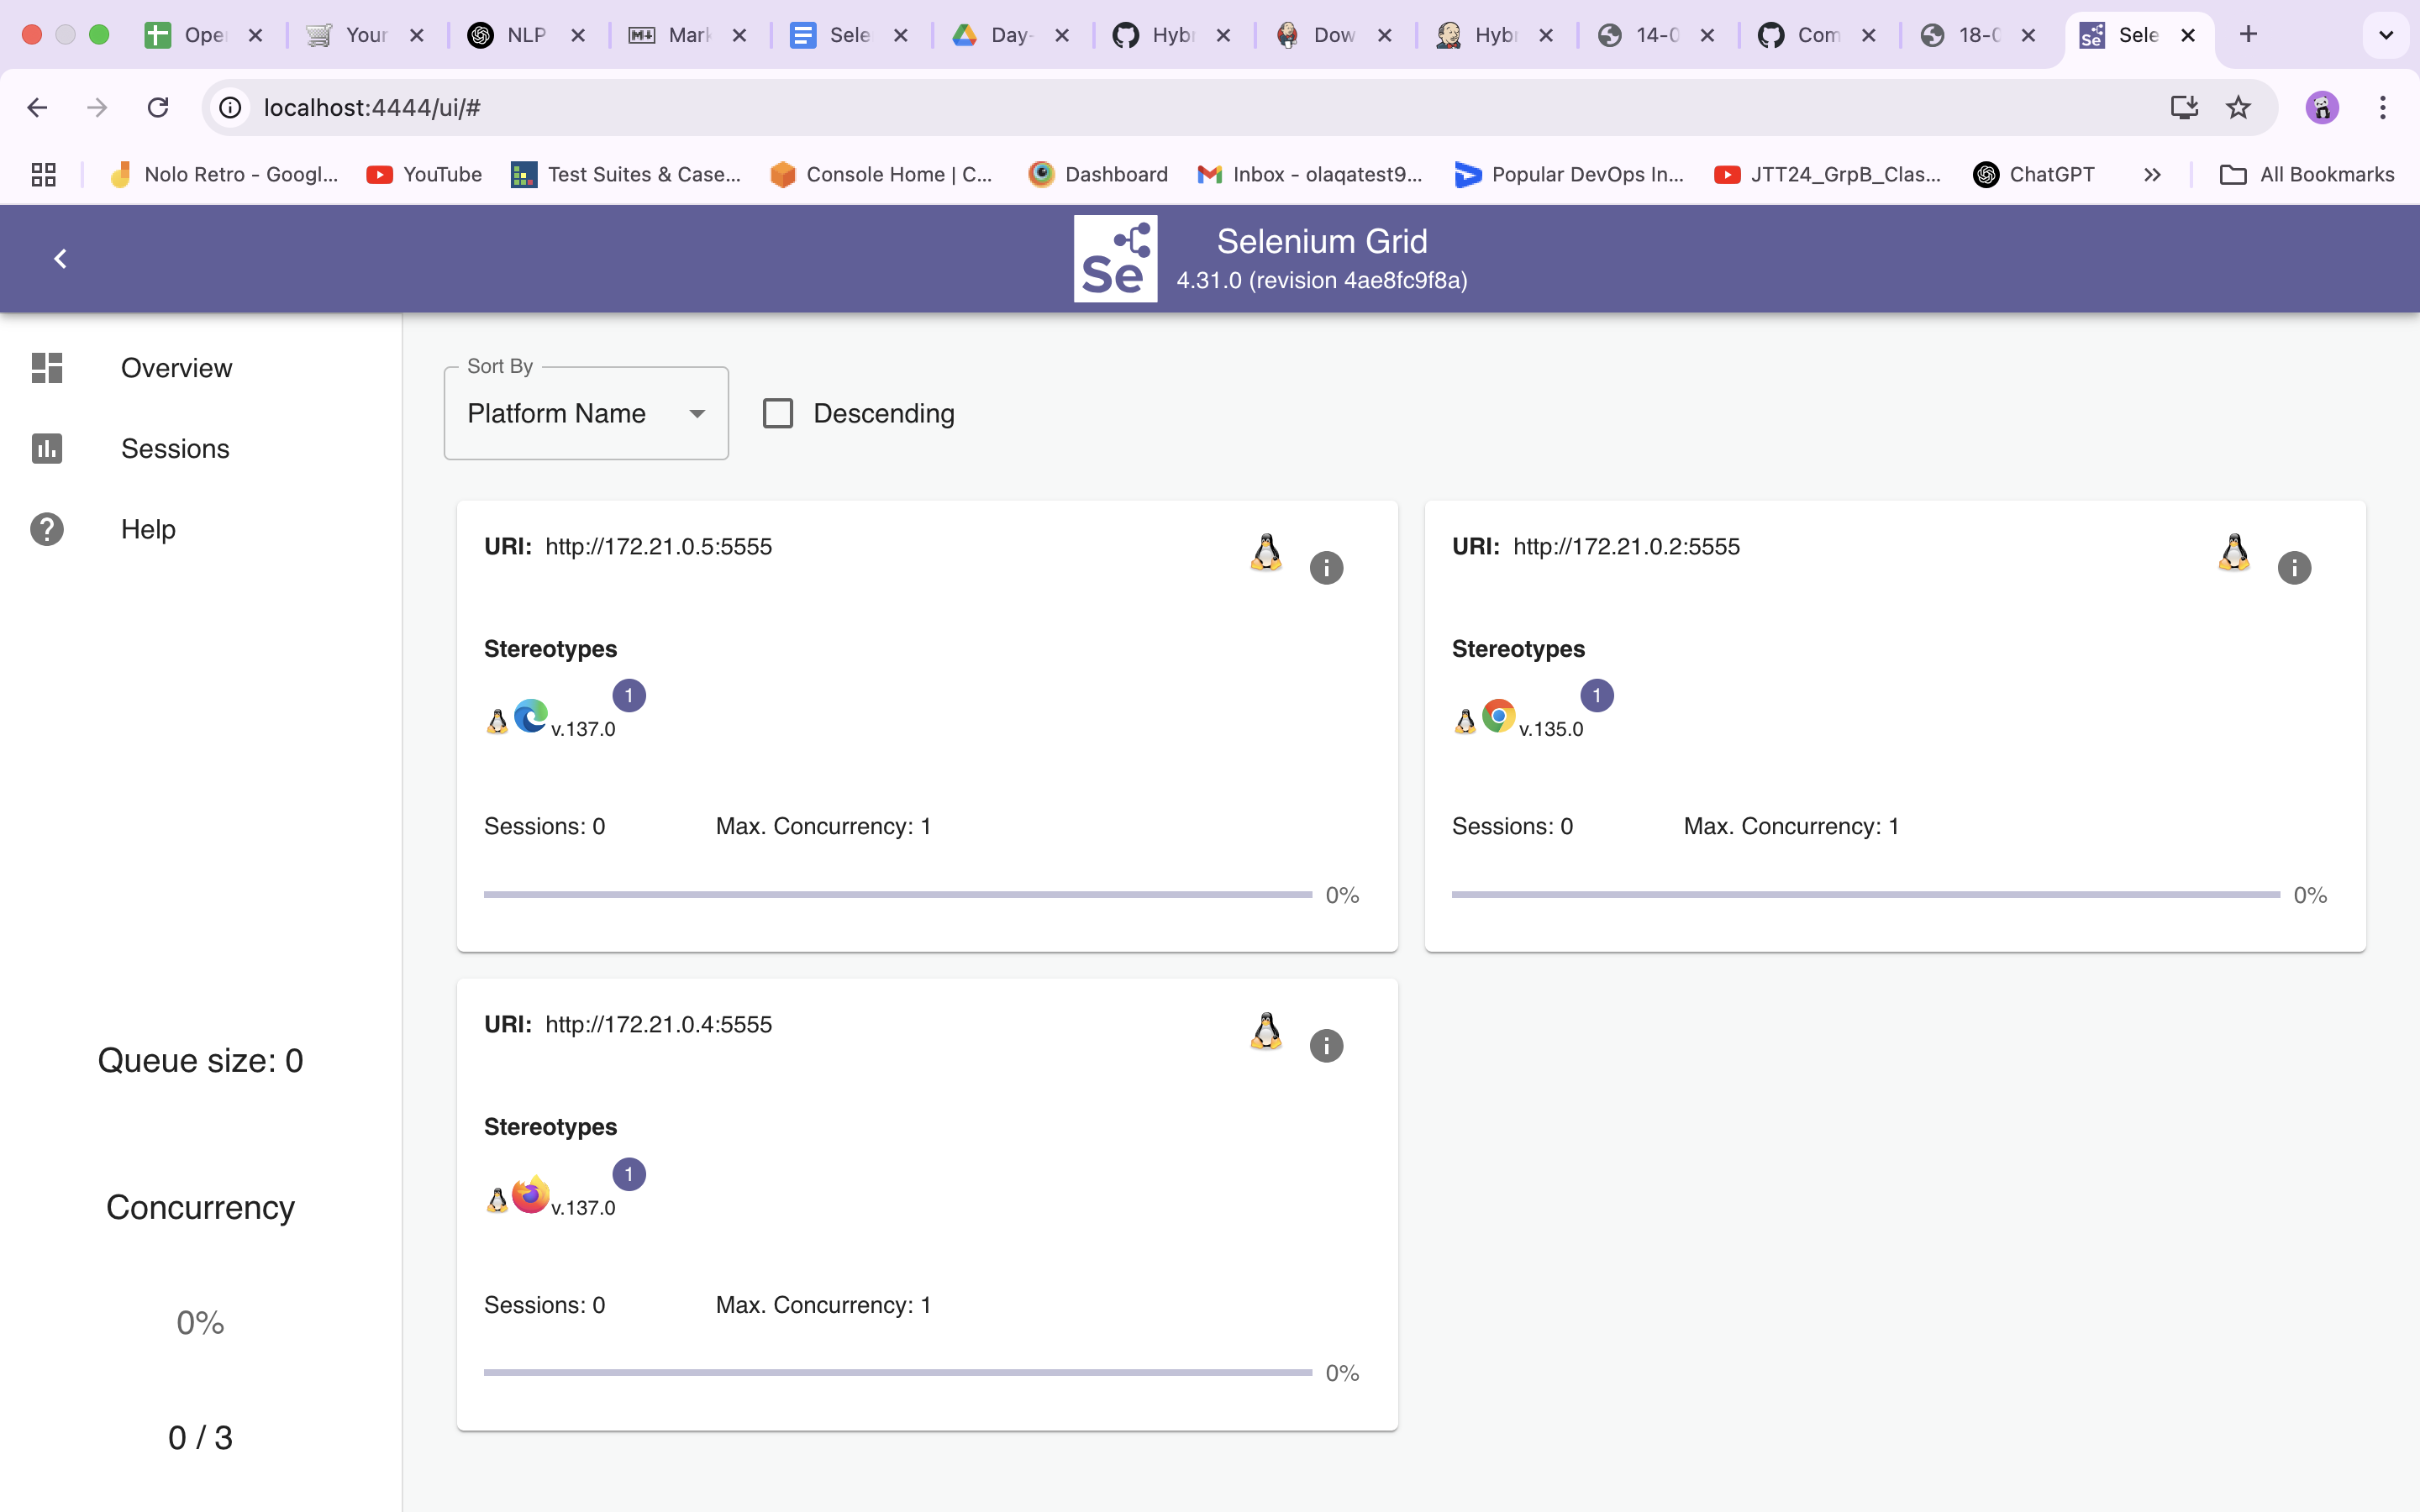 Ope
Your
NLP
Mark
Sele
Day-
Hybr
Dow
Hybr
14-0
Com
18-0
Sele
localhost:4444/ui/#
Nolo Retro - Googl...
YouTube
Test Suites & Case...
Console Home | C...
Dashboard
Inbox - olaqatest9...
Popular DevOps In...
JTT24_GrpB_Clas...
ChatGPT
All Bookmarks
Se
Selenium Grid
4.31.0 (revision 4ae8fc9f8a)
Overview
Sessions
Help
Queue size: 0
Concurrency
0%
0 / 3
Sort By
Platform Name
Descending
URI: http://172.21.0.5:5555
Stereotypes
1
v.137.0
Sessions: 0 Max. Concurrency: 1
0%
URI: http://172.21.0.2:5555
Stereotypes
1
v.135.0
Sessions: 0 Max. Concurrency: 1
0%
URI: http://172.21.0.4:5555
Stereotypes
1
v.137.0
Sessions: 0 Max. Concurrency: 1
0%